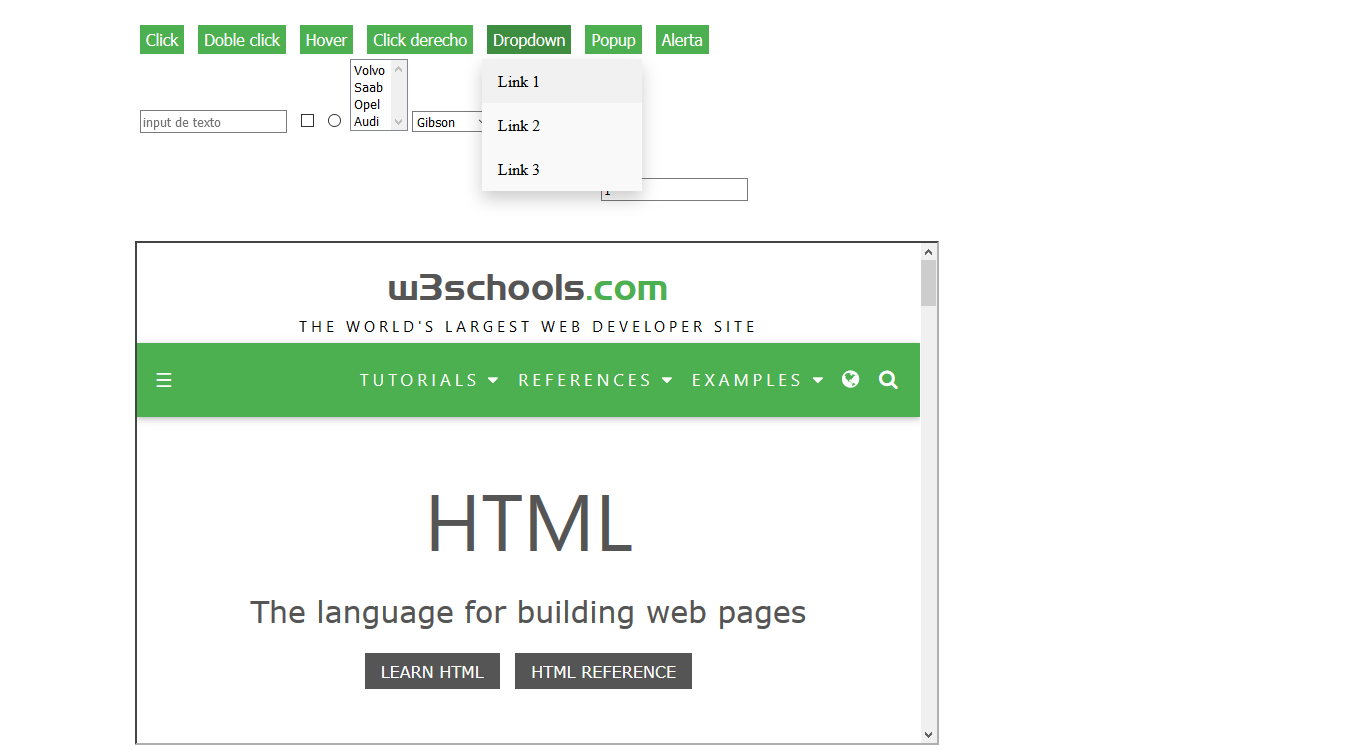 Click Doble click Hover Click derecho Dropdown Popup Alerta
Volvo
Saab
Opel
Audi
input de texto
Gibson
Link 1
Link 2
Link 3
1
w3schools.com
THE WORLD'S LARGEST WEB DEVELOPER SITE
TUTORIALS REFERENCES EXAMPLES
HTML
The language for building web pages
LEARN HTML HTML REFERENCE